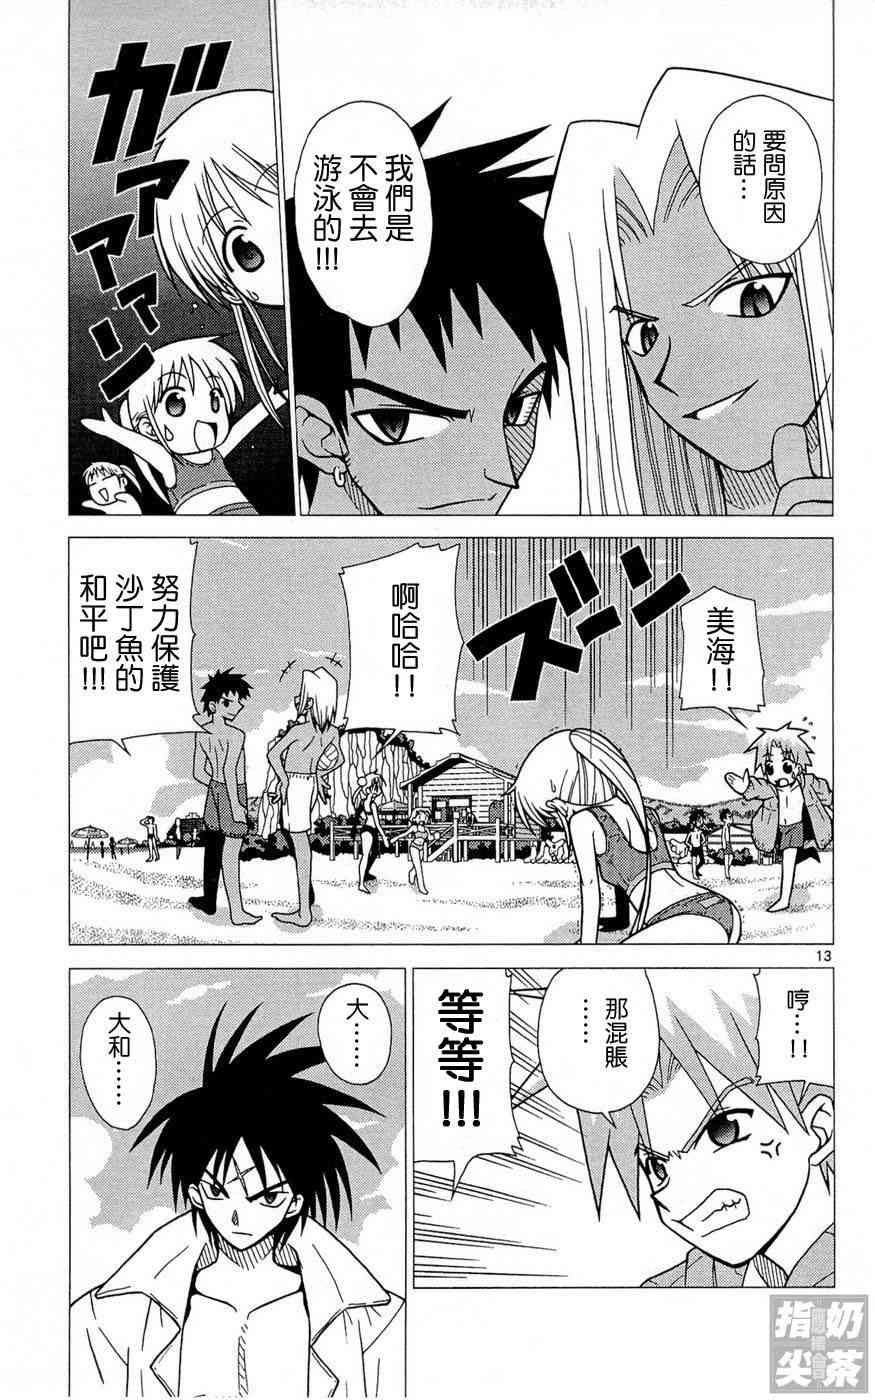 要問原因
的話…
我們是
不會去
游泳的!!!
ガァァァン
美海!!
ズーン
啊哈哈!!
努力保護
沙丁魚的
和平吧!!!
13
哼…!!
那混賬
……
等等!!!
大……
大和……
奶茶
指尖